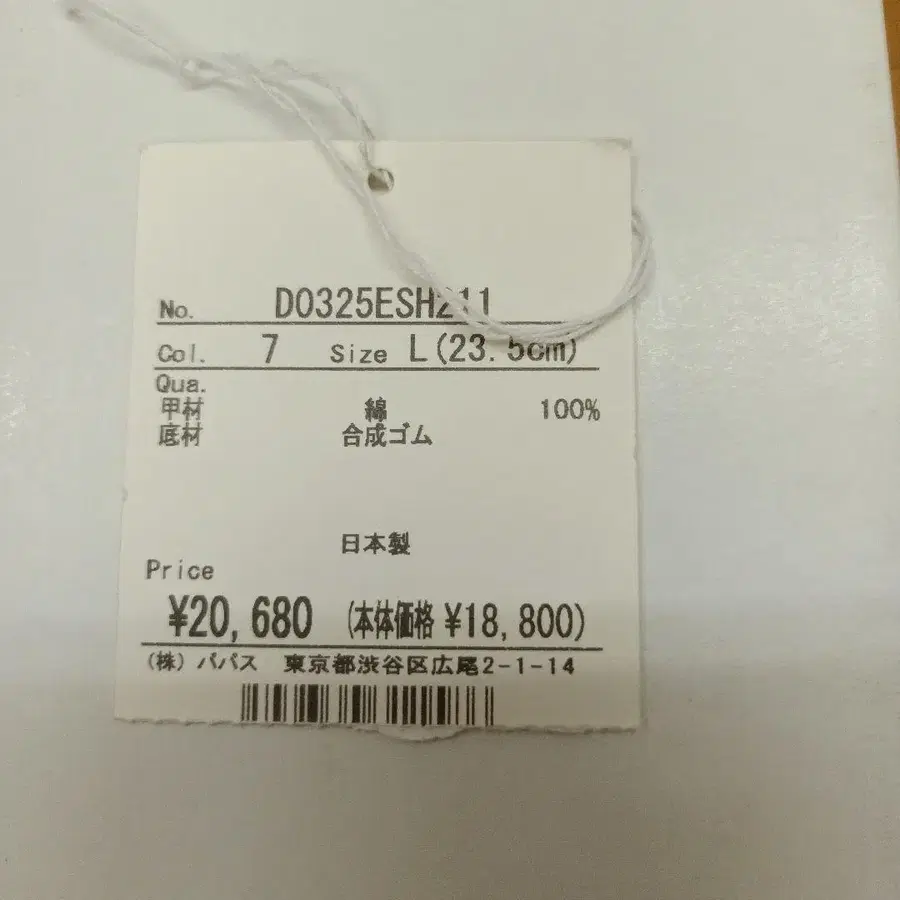 No. D0325ESH211
Col. 7 Size L(23.5cm)
Qua.
甲材 綿 100%
底材 合成ゴム
日本製
Price
¥20,680 (本体価格 ¥18,800)
(株) パパス 東京都渋谷区広尾2-1-14